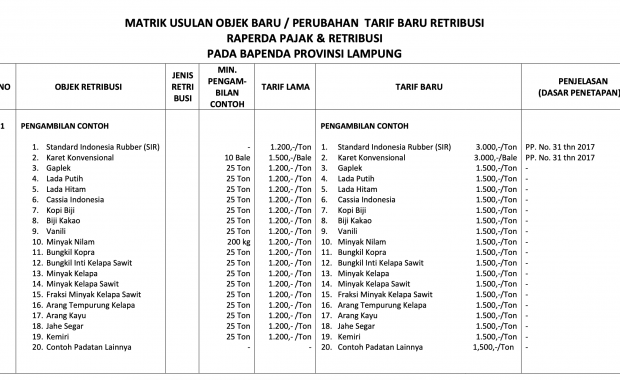 MATRIK USULAN OBJEK BARU / PERUBAHAN TARIF BARU RETRIBUSI
RAPERDA PAJAK & RETRIBUSI
PADA BAPENDA PROVINSI LAMPUNG
NO OBJEK RETRIBUSI JENIS RETRI BUSI MIN. PENGAM- BILAN CONTOH TARIF LAMA TARIF BARU PENJELASAN (DASAR PENETAPAN)
1 PENGAMBILAN CONTOH PENGAMBILAN CONTOH
1. Standard Indonesia Rubber (SIR) - 1.200,-/Ton 1. Standard Indonesia Rubber (SIR) 3.000,-/Ton PP. No. 31 thn 2017
2. Karet Konvensional 10 Bale 1.500,-/Bale 2. Karet Konvensional 3.000,-/Bale PP. No. 31 thn 2017
3. Gaplek 25 Ton 1.200,-/Ton 3. Gaplek 1.500,-/Ton -
4. Lada Putih 25 Ton 1.200,-/Ton 4. Lada Putih 1.500,-/Ton -
5. Lada Hitam 25 Ton 1.200,-/Ton 5. Lada Hitam 1.500,-/Ton -
6. Cassia Indonesia 25 Ton 1.200,-/Ton 6. Cassia Indonesia 1.500,-/Ton -
7. Kopi Biji 25 Ton 1.200,-/Ton 7. Kopi Biji 1.500,-/Ton -
8. Biji Kakao 25 Ton 1.200,-/Ton 8. Biji Kakao 1.500,-/Ton -
9. Vanili 25 Ton 1.200,-/Ton 9. Vanili 1.500,-/Ton -
10. Minyak Nilam 200 kg 1.200,-/Ton 10. Minyak Nilam 1.500,-/Ton -
11. Bungkil Kopra 25 Ton 1.200,-/Ton 11. Bungkil Kopra 1.500,-/Ton -
12. Bungkil Inti Kelapa Sawit 25 Ton 1.200,-/Ton 12. Bungkil Inti Kelapa Sawit 1.500,-/Ton -
13. Minyak Kelapa 25 Ton 1.200,-/Ton 13. Minyak Kelapa 1.500,-/Ton -
14. Minyak Kelapa Sawit 25 Ton 1.200,-/Ton 14. Minyak Kelapa Sawit 1.500,-/Ton -
15. Fraksi Minyak Kelapa Sawit 25 Ton 1.200,-/Ton 15. Fraksi Minyak Kelapa Sawit 1.500,-/Ton -
16. Arang Tempurung Kelapa 25 Ton 1.200,-/Ton 16. Arang Tempurung Kelapa 1.500,-/Ton -
17. Arang Kayu 25 Ton 1.200,-/Ton 17. Arang Kayu 1.500,-/Ton -
18. Jahe Segar 25 Ton 1.200,-/Ton 18. Jahe Segar 1.500,-/Ton -
19. Kemiri 25 Ton 1.200,-/Ton 19. Kemiri 1.500,-/Ton -
20. Contoh Padatan Lainnya - - 20. Contoh Padatan Lainnya 1,500,-/Ton -